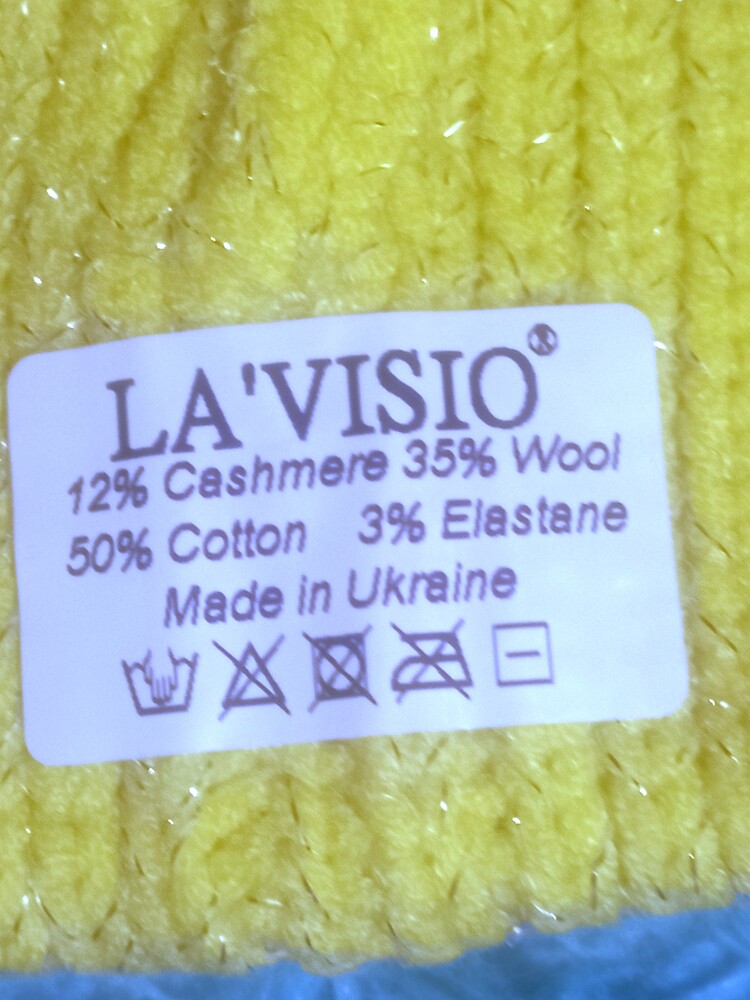 LA'VISIO®
12% Cashmere 35% Wool
50% Cotton 3% Elastane
Made in Ukraine